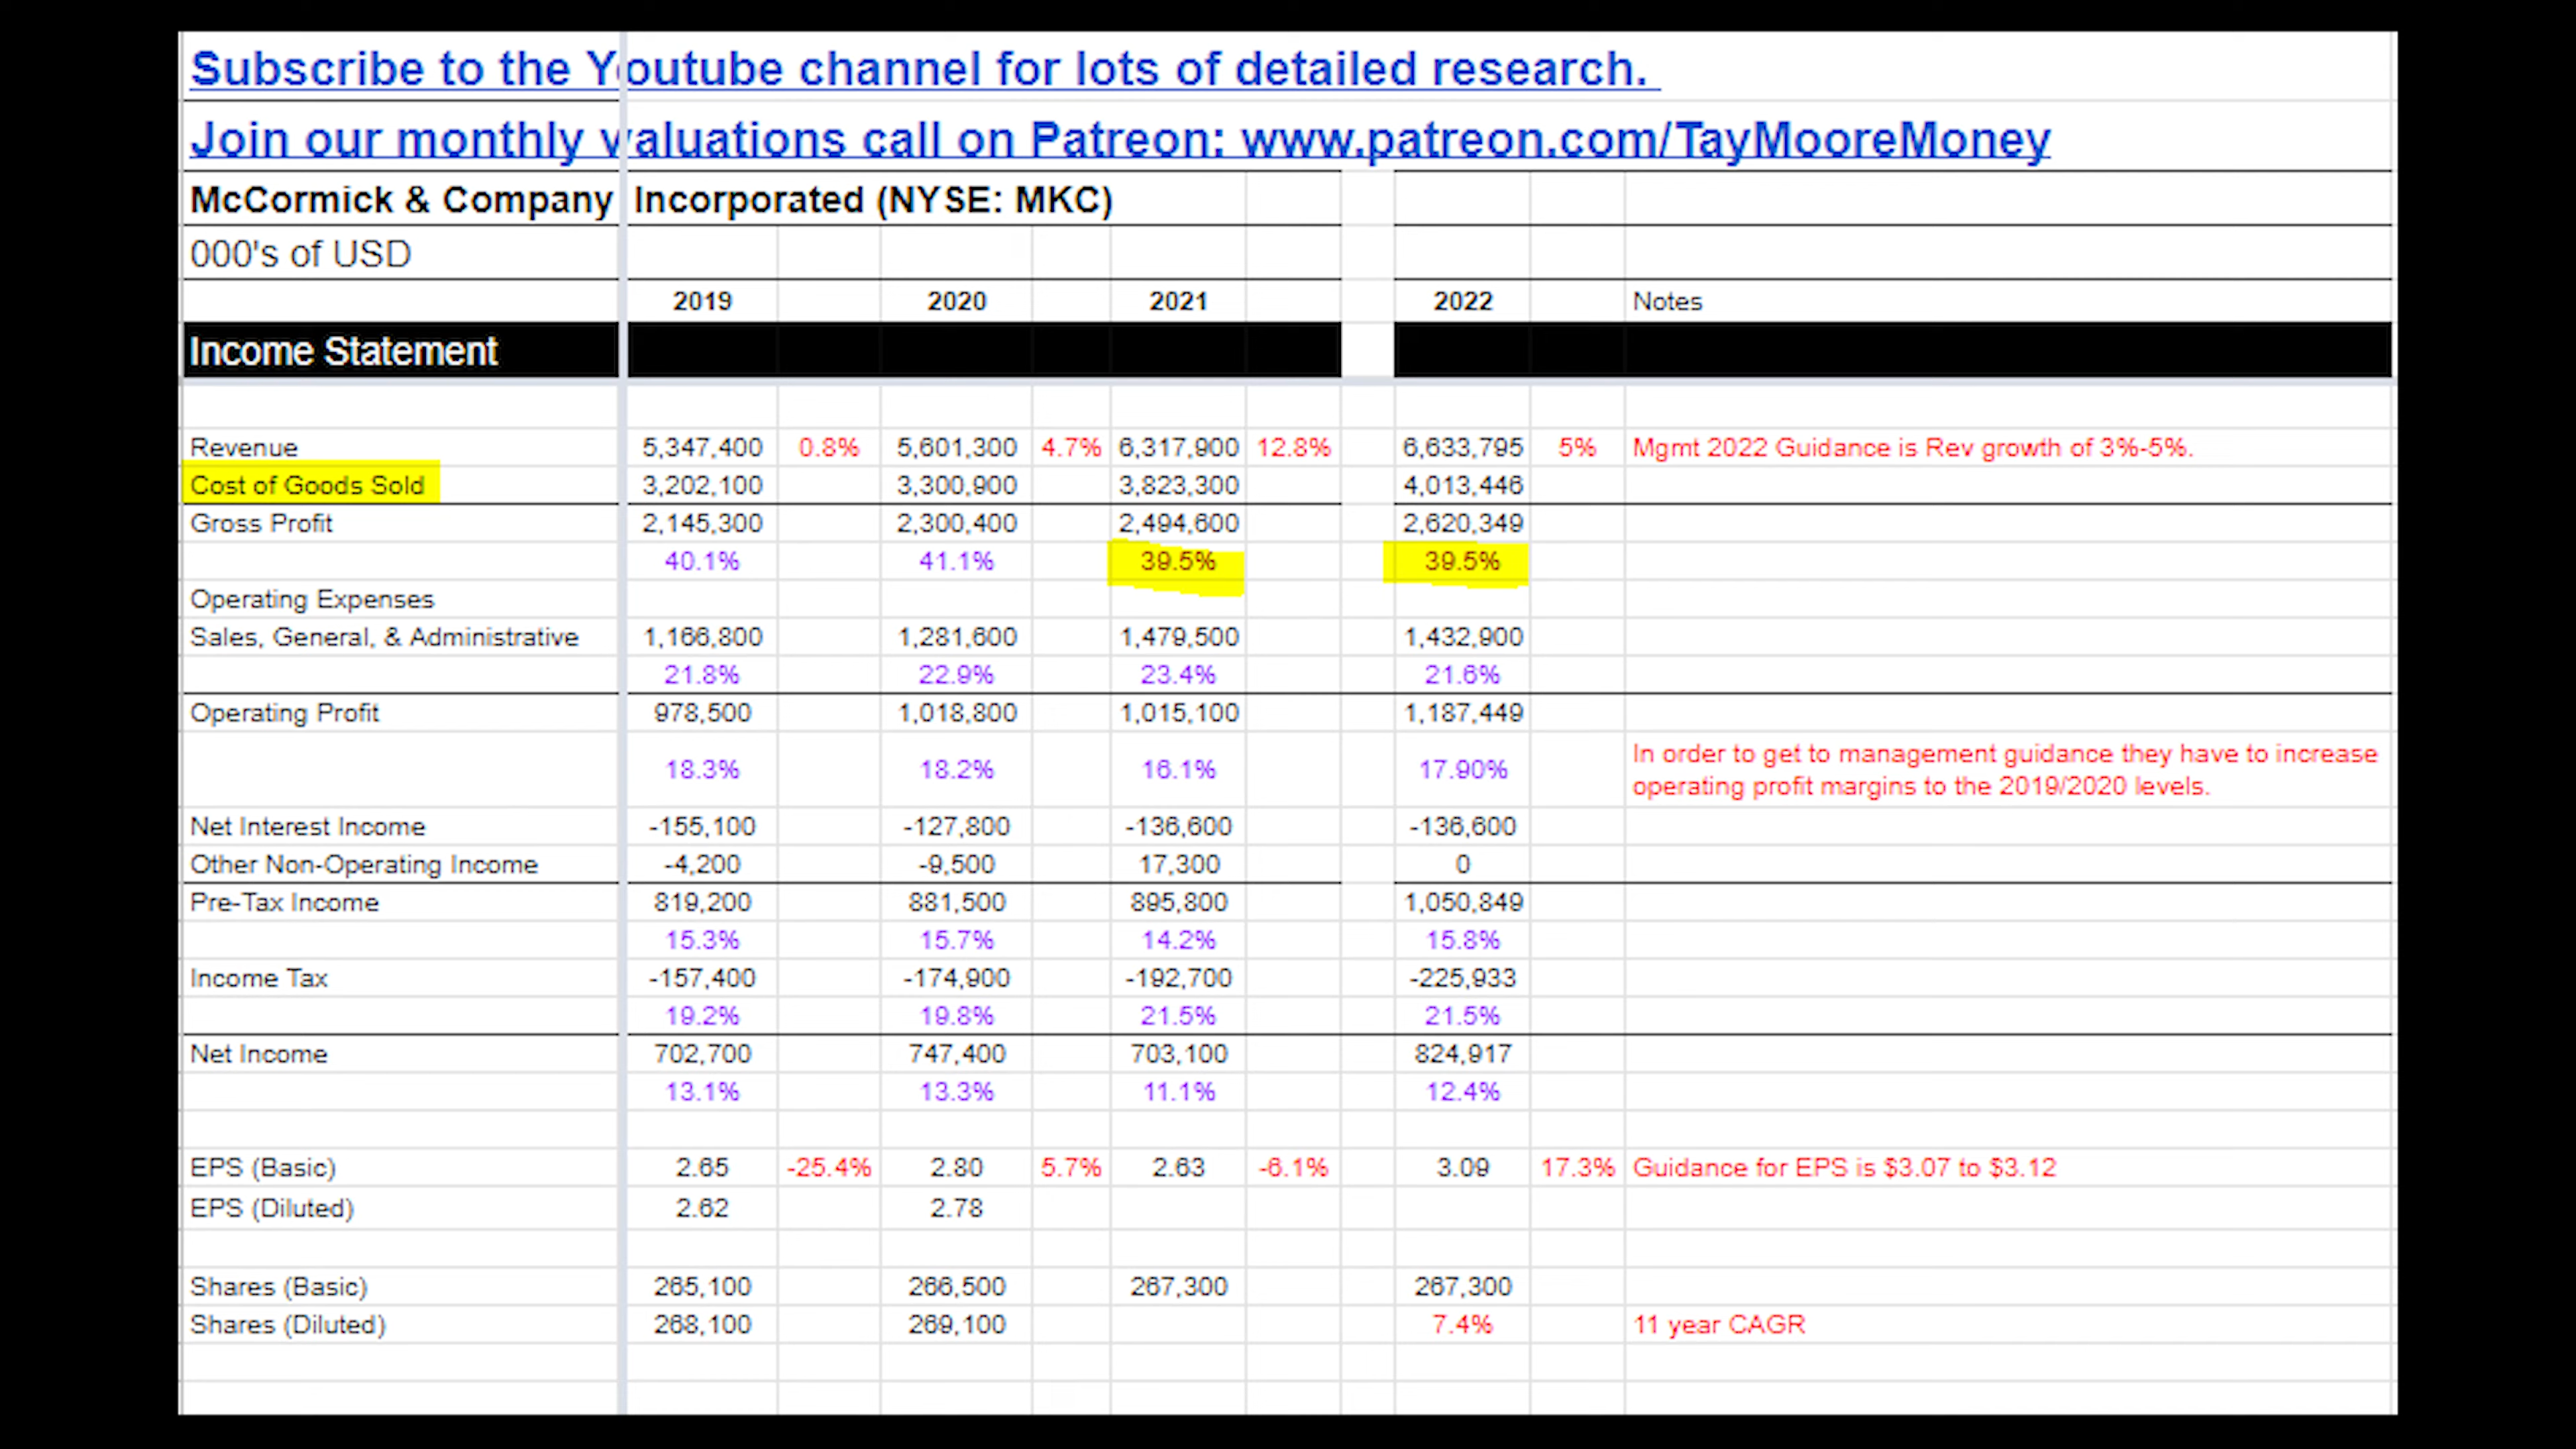 Subscribe to the Youtube channel for lots of detailed research.
Join our monthly valuations call on Patreon: www.patreon.com/TayMooreMoney
McCormick & Company Incorporated (NYSE: MKC)
000's of USD
2019 2020 2021 2022 Notes
Income Statement
Revenue 5,347,400 0.8% 5,601,300 4.7% 6,317,900 12.8% 6,633,795 5% Mgmt 2022 Guidance is Rev growth of 3%-5%.
Cost of Goods Sold 3,202,100 3,300,900 3,823,300 4,013,446
Gross Profit 2,145,300 2,300,400 2,494,600 2,620,349
40.1% 41.1% 39.5% 39.5%
Operating Expenses
Sales, General, & Administrative 1,166,800 1,281,600 1,479,500 1,432,900
21.8% 22.9% 23.4% 21.6%
Operating Profit 978,500 1,018,800 1,015,100 1,187,449
18.3% 18.2% 16.1% 17.90% In order to get to management guidance they have to increase
operating profit margins to the 2019/2020 levels.
Net Interest Income -155,100 -127,800 -136,600 -136,600
Other Non-Operating Income -4,200 -9,500 17,300 0
Pre-Tax Income 819,200 881,500 895,800 1,050,849
15.3% 15.7% 14.2% 15.8%
Income Tax -157,400 -174,900 -192,700 -225,933
19.2% 19.8% 21.5% 21.5%
Net Income 702,700 747,400 703,100 824,917
13.1% 13.3% 11.1% 12.4%
EPS (Basic) 2.65 -25.4% 2.80 5.7% 2.63 -6.1% 3.09 17.3% Guidance for EPS is $3.07 to $3.12
EPS (Diluted) 2.62 2.78
Shares (Basic) 265,100 266,500 267,300 267,300
Shares (Diluted) 268,100 269,100 7.4% 11 year CAGR